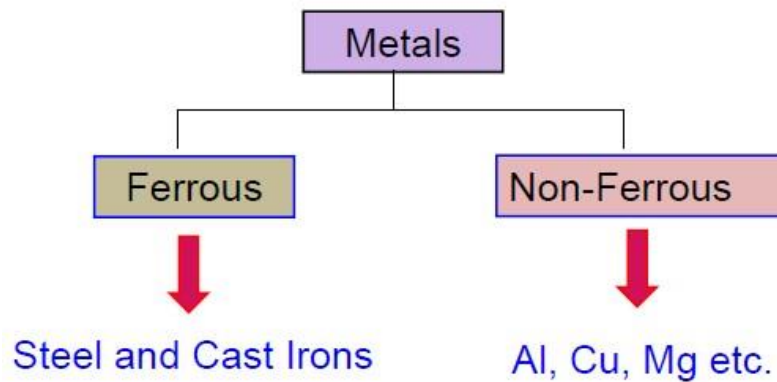 Metals
Ferrous
Non-Ferrous
Steel and Cast Irons
Al, Cu, Mg etc.